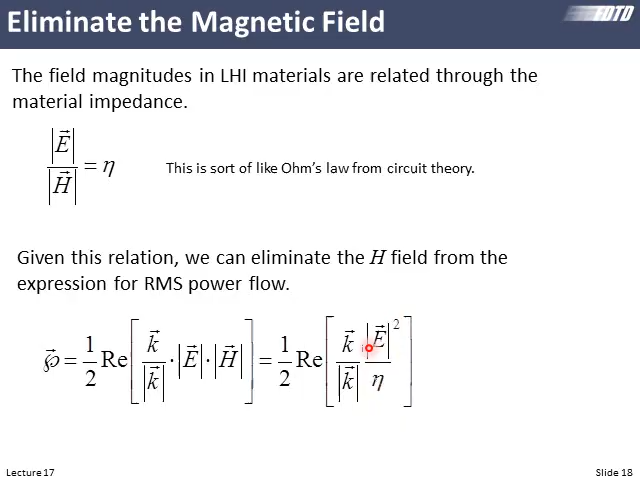 Eliminate the Magnetic Field
FDTD
The field magnitudes in LHI materials are related through the
material impedance.
|E⃗| / |H⃗| = η
This is sort of like Ohm's law from circuit theory.
Given this relation, we can eliminate the H field from the
expression for RMS power flow.
℘⃗ = 1/2 Re[ k⃗/|k⃗| · |E⃗| · |H⃗| ] = 1/2 Re[ k⃗/|k⃗| |E⃗|²/η ]
Lecture 17
Slide 18